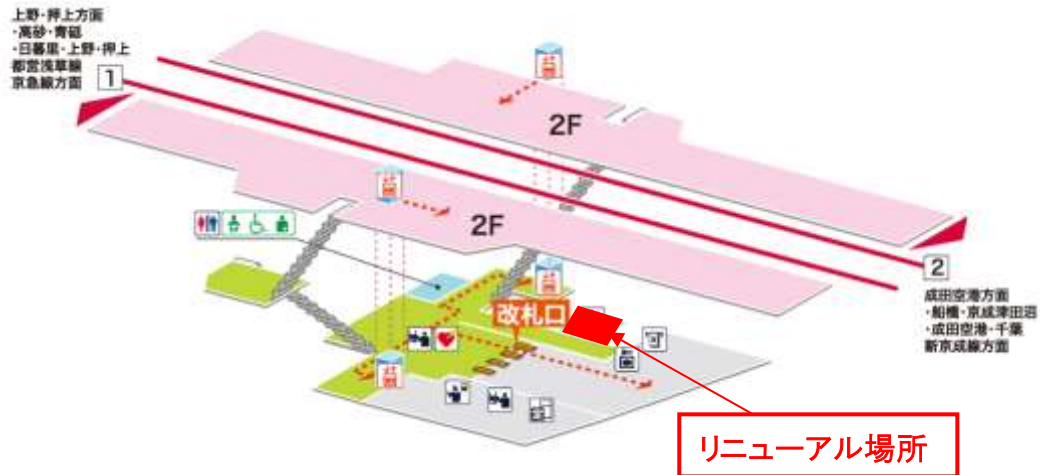 上野・押上方面
・高砂・青砥
・日暮里・上野・押上
都営浅草線
京急線方面
1
2F
2F
改札口
2
成田空港方面
・船橋・京成津田沼
・成田空港・千葉
新京成線方面
リニューアル場所